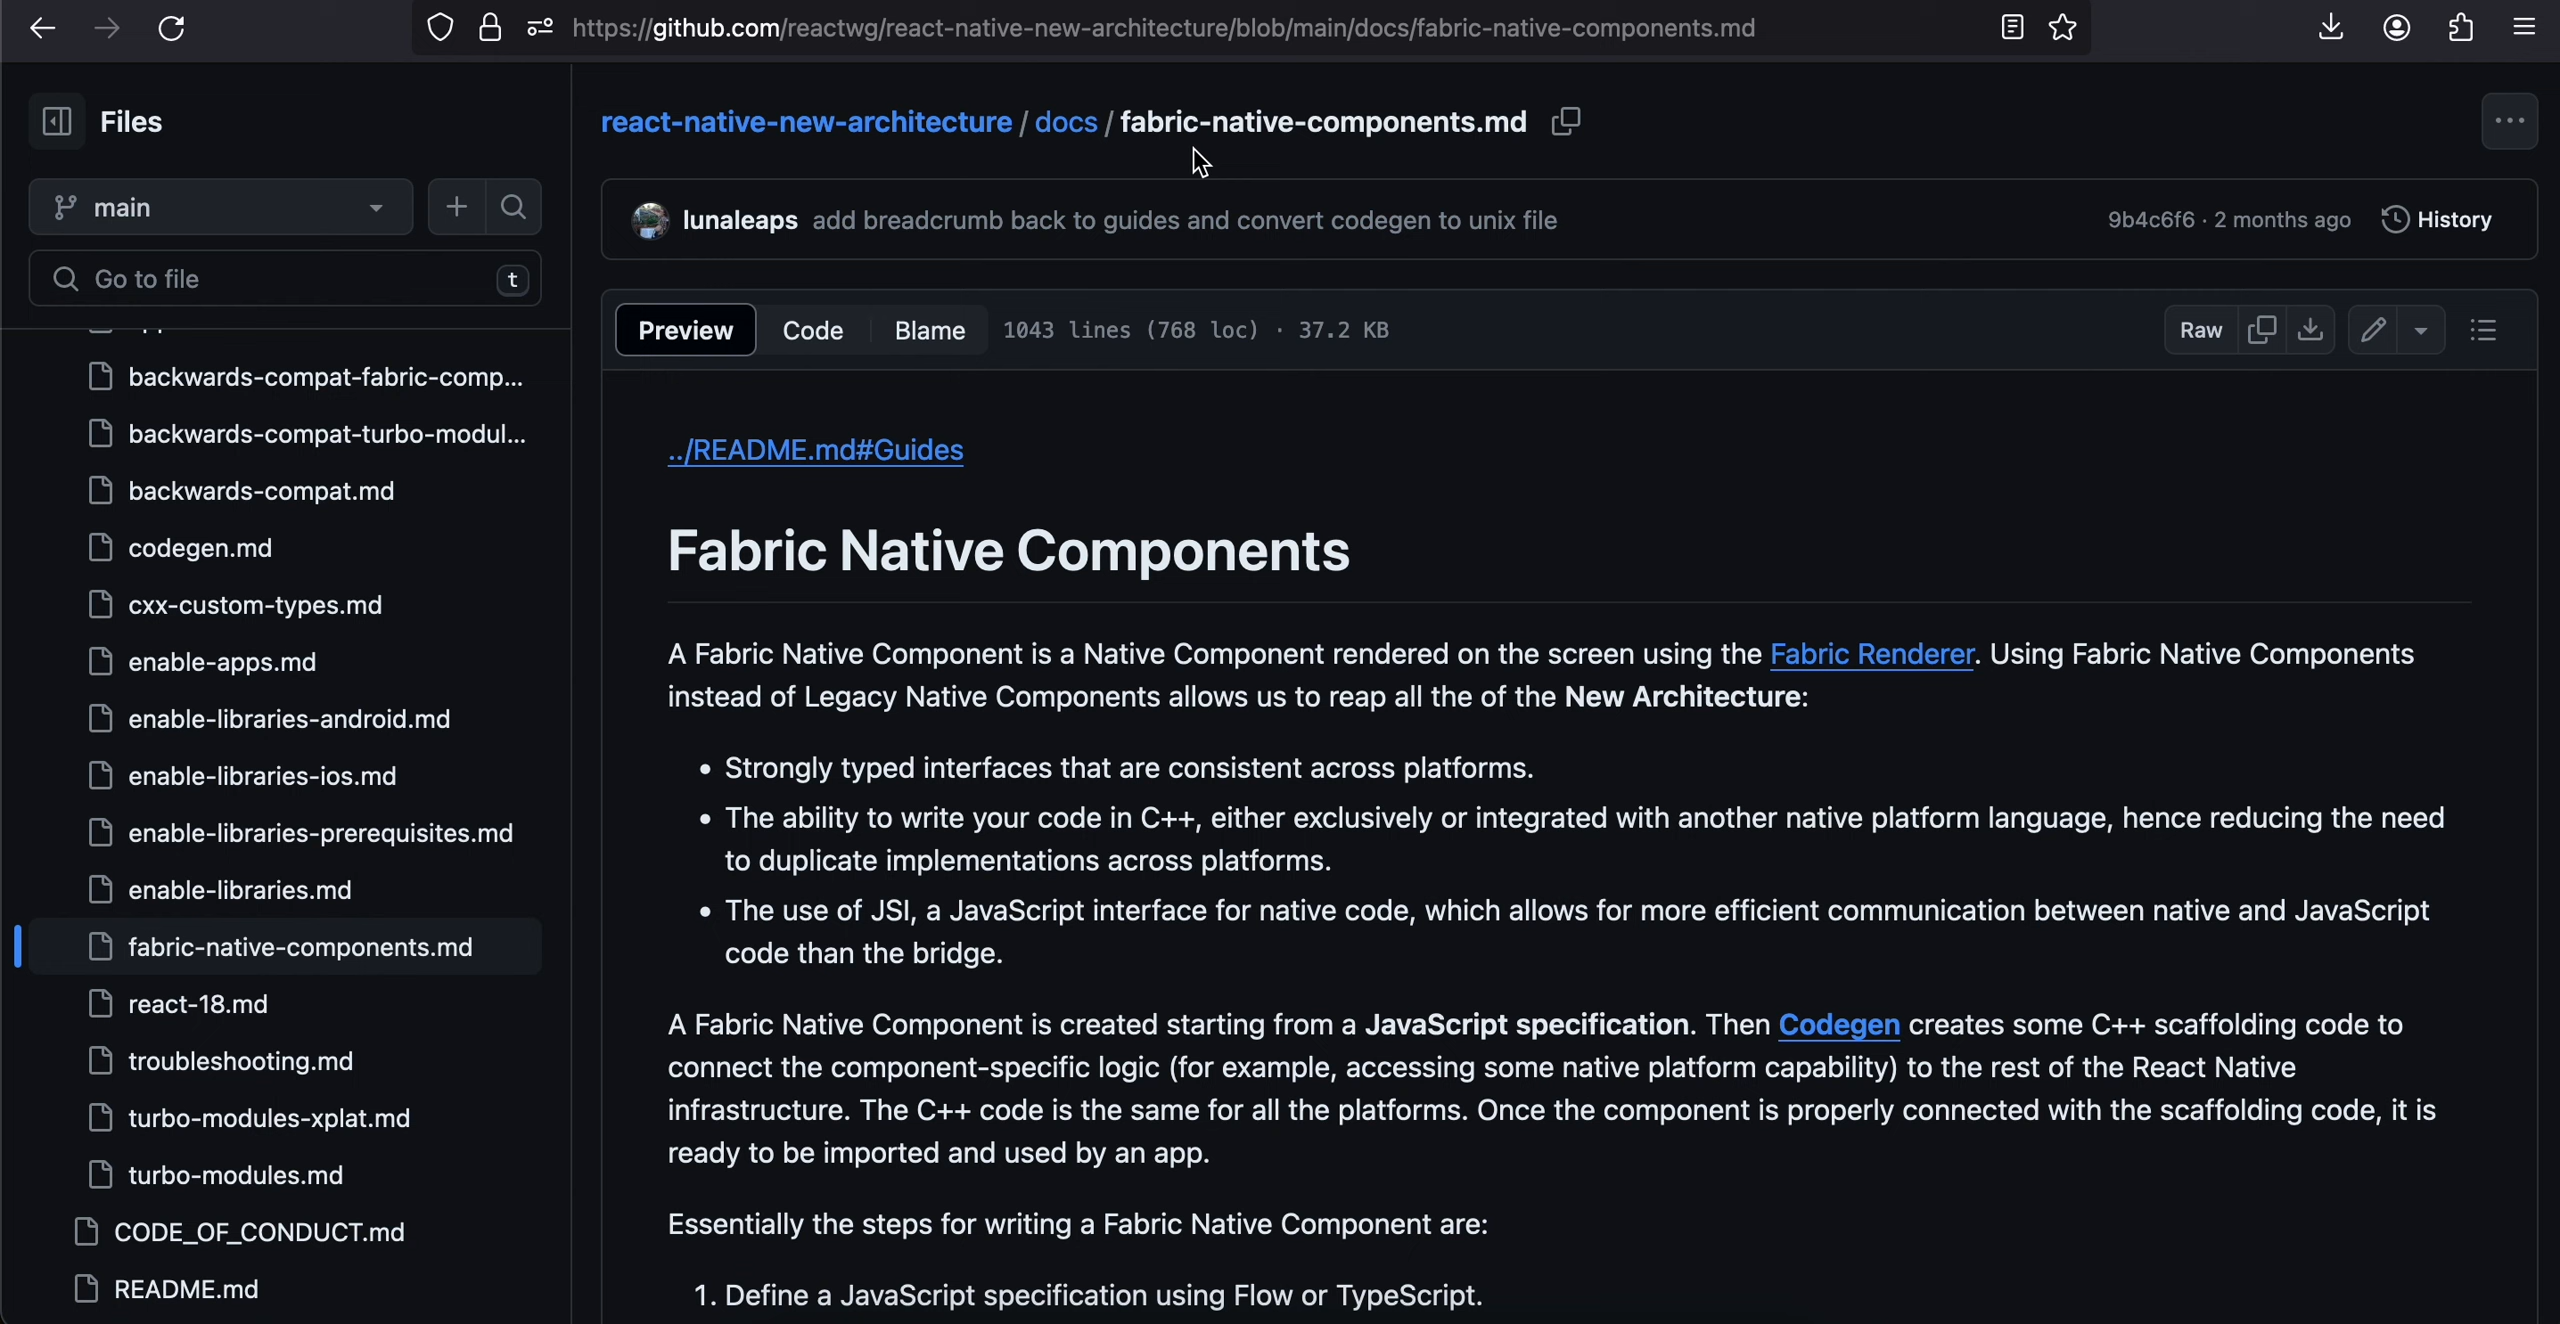 https://github.com/reactwg/react-native-new-architecture/blob/main/docs/fabric-native-components.md
Files
main
Go to file
t
backwards-compat-fabric-comp...
backwards-compat-turbo-modul...
backwards-compat.md
codegen.md
cxx-custom-types.md
enable-apps.md
enable-libraries-android.md
enable-libraries-ios.md
enable-libraries-prerequisites.md
enable-libraries.md
fabric-native-components.md
react-18.md
troubleshooting.md
turbo-modules-xplat.md
turbo-modules.md
CODE_OF_CONDUCT.md
README.md
react-native-new-architecture / docs / fabric-native-components.md
lunaleaps add breadcrumb back to guides and convert codegen to unix file
9b4c6f6 · 2 months ago History
Preview Code Blame 1043 lines (768 loc) · 37.2 KB
Raw
../README.md#Guides
Fabric Native Components
A Fabric Native Component is a Native Component rendered on the screen using the Fabric Renderer. Using Fabric Native Components
instead of Legacy Native Components allows us to reap all the of the New Architecture:
• Strongly typed interfaces that are consistent across platforms.
• The ability to write your code in C++, either exclusively or integrated with another native platform language, hence reducing the need
to duplicate implementations across platforms.
• The use of JSI, a JavaScript interface for native code, which allows for more efficient communication between native and JavaScript
code than the bridge.
A Fabric Native Component is created starting from a JavaScript specification. Then Codegen creates some C++ scaffolding code to
connect the component-specific logic (for example, accessing some native platform capability) to the rest of the React Native
infrastructure. The C++ code is the same for all the platforms. Once the component is properly connected with the scaffolding code, it is
ready to be imported and used by an app.
Essentially the steps for writing a Fabric Native Component are:
1. Define a JavaScript specification using Flow or TypeScript.